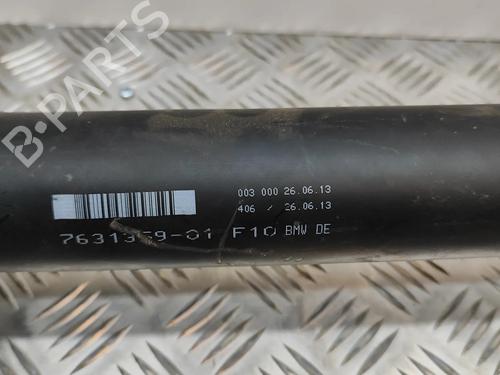 B-PARTS
003 000 26.06.13
406 / 26.06.13
F10 BMW DE